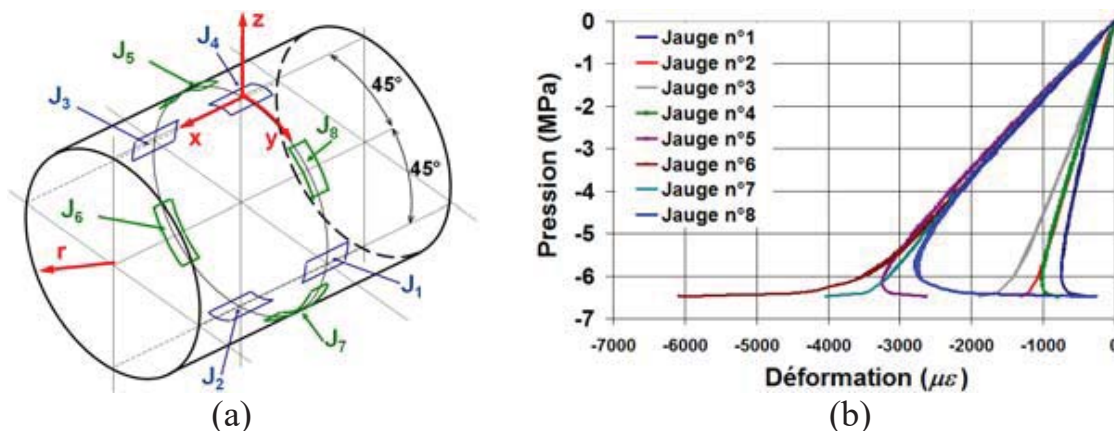 z
J4
J5
J3
45°
x
y
J8
45°
J6
r
J1
J2
J7
(a)
Pression (MPa)
0
-1
-2
-3
-4
-5
-6
-7
Jauge n°1
Jauge n°2
Jauge n°3
Jauge n°4
Jauge n°5
Jauge n°6
Jauge n°7
Jauge n°8
-7000 -6000 -5000 -4000 -3000 -2000 -1000 0
Déformation (με)
(b)